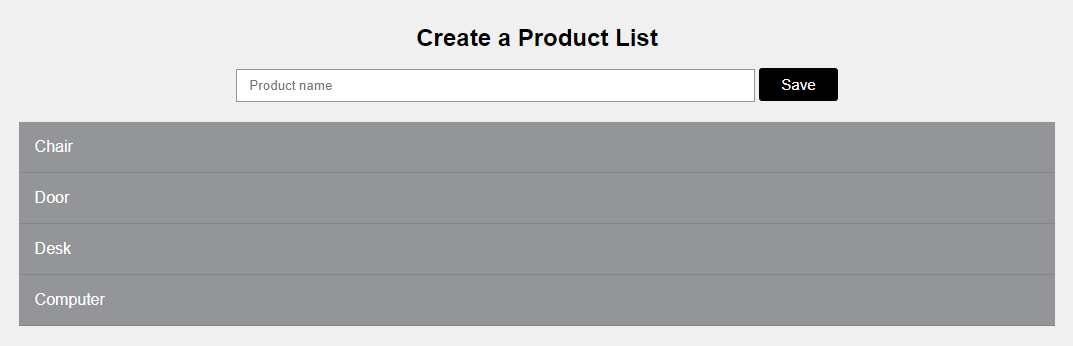 Create a Product List
Product name Save
Chair
Door
Desk
Computer